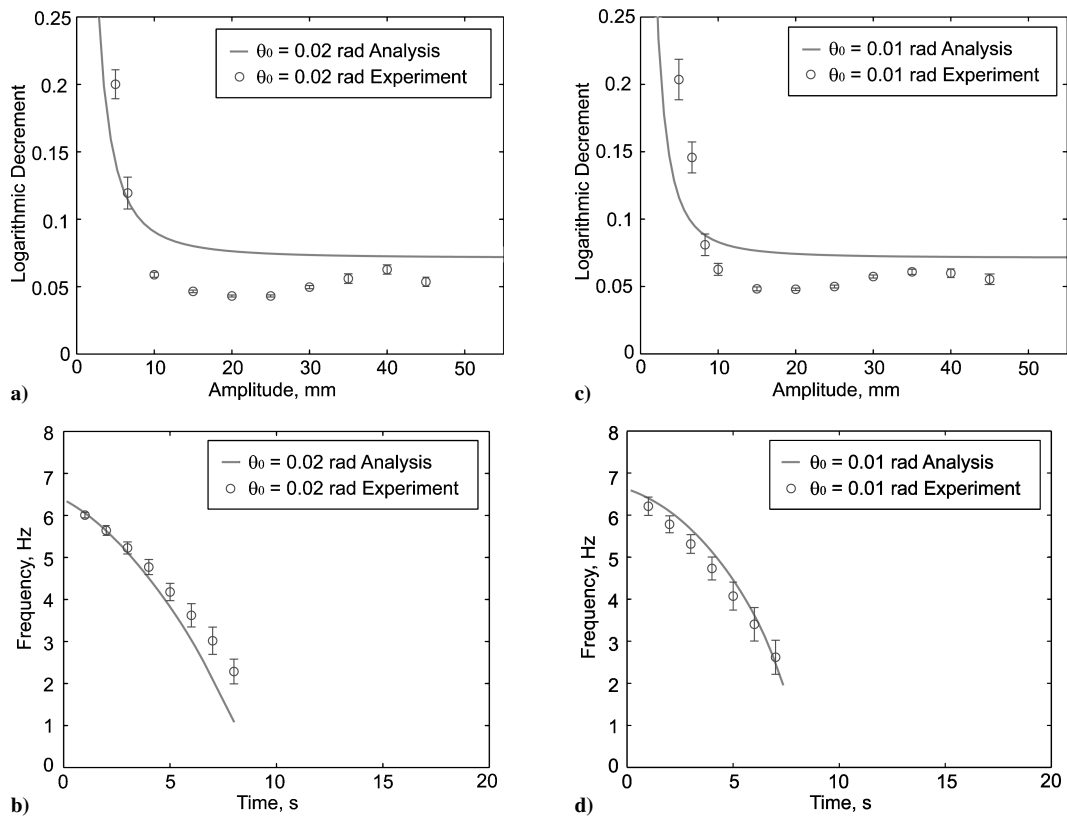 0.25
0.2
0.15
0.1
0.05
0
Logarithmic Decrement
θ0 = 0.02 rad Analysis
θ0 = 0.02 rad Experiment
0 10 20 30 40 50
Amplitude, mm
a)
0.25
0.2
0.15
0.1
0.05
0
Logarithmic Decrement
θ0 = 0.01 rad Analysis
θ0 = 0.01 rad Experiment
0 10 20 30 40 50
Amplitude, mm
c)
8
7
6
5
4
3
2
1
0
Frequency, Hz
θ0 = 0.02 rad Analysis
θ0 = 0.02 rad Experiment
0 5 10 15 20
Time, s
b)
8
7
6
5
4
3
2
1
0
Frequency, Hz
θ0 = 0.01 rad Analysis
θ0 = 0.01 rad Experiment
0 5 10 15 20
Time, s
d)